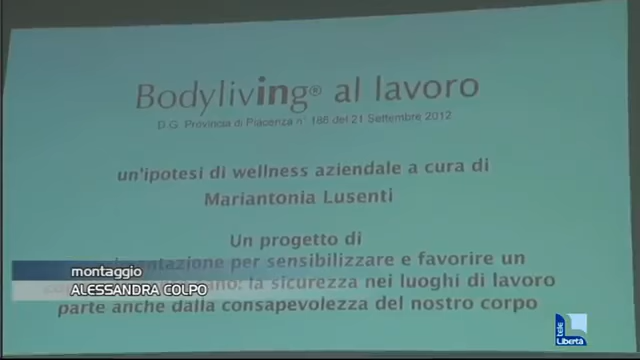 Bodyliving® al lavoro
D.G. Provincia di Piacenza n° 186 del 21 Settembre 2012
un'ipotesi di wellness aziendale a cura di
Mariantonia Lusenti
Un progetto di
per sensibilizzare e favorire un
la sicurezza nei luoghi di lavoro
parte anche dalla consapevolezza del nostro corpo
montaggio
ALESSANDRA COLPO
tele
Libertà